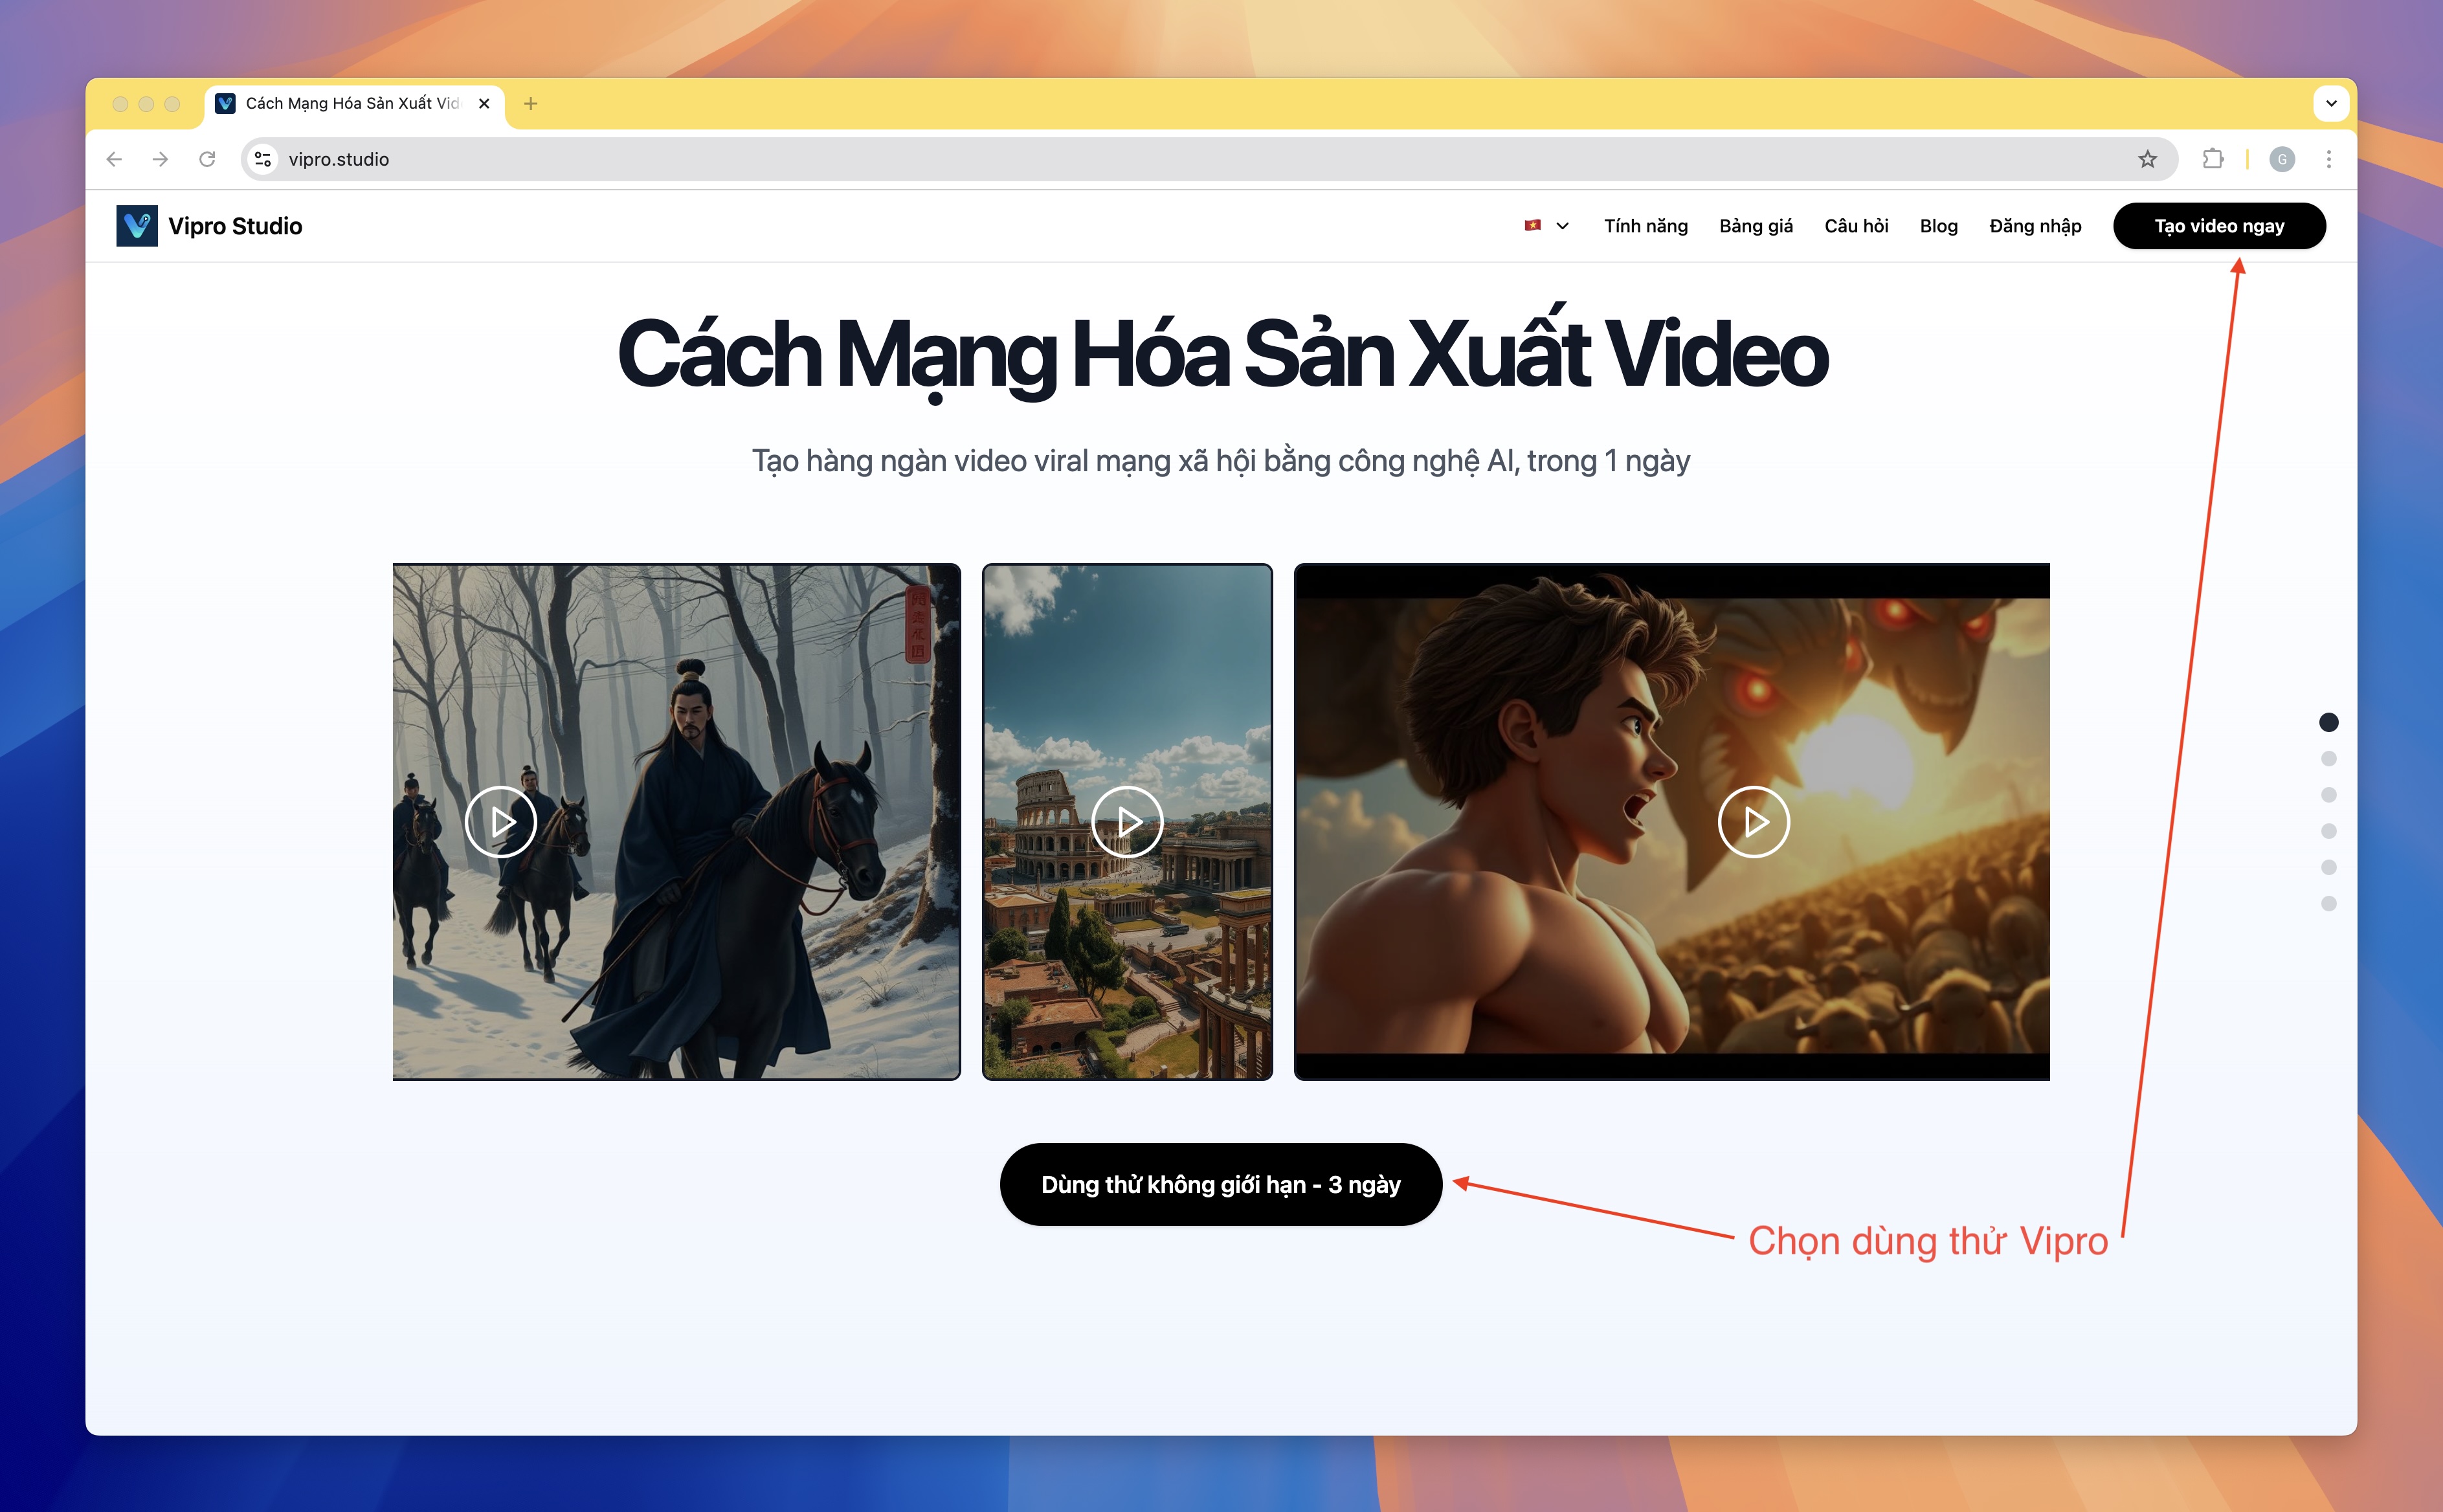 Cách Mạng Hóa Sản Xuất Vid
vipro.studio
G
Vipro Studio
Tính năng
Bảng giá
Câu hỏi
Blog
Đăng nhập
Tạo video ngay
Cách Mạng Hóa Sản Xuất Video
Tạo hàng ngàn video viral mạng xã hội bằng công nghệ AI, trong 1 ngày
Dùng thử không giới hạn - 3 ngày
Chọn dùng thử Vipro